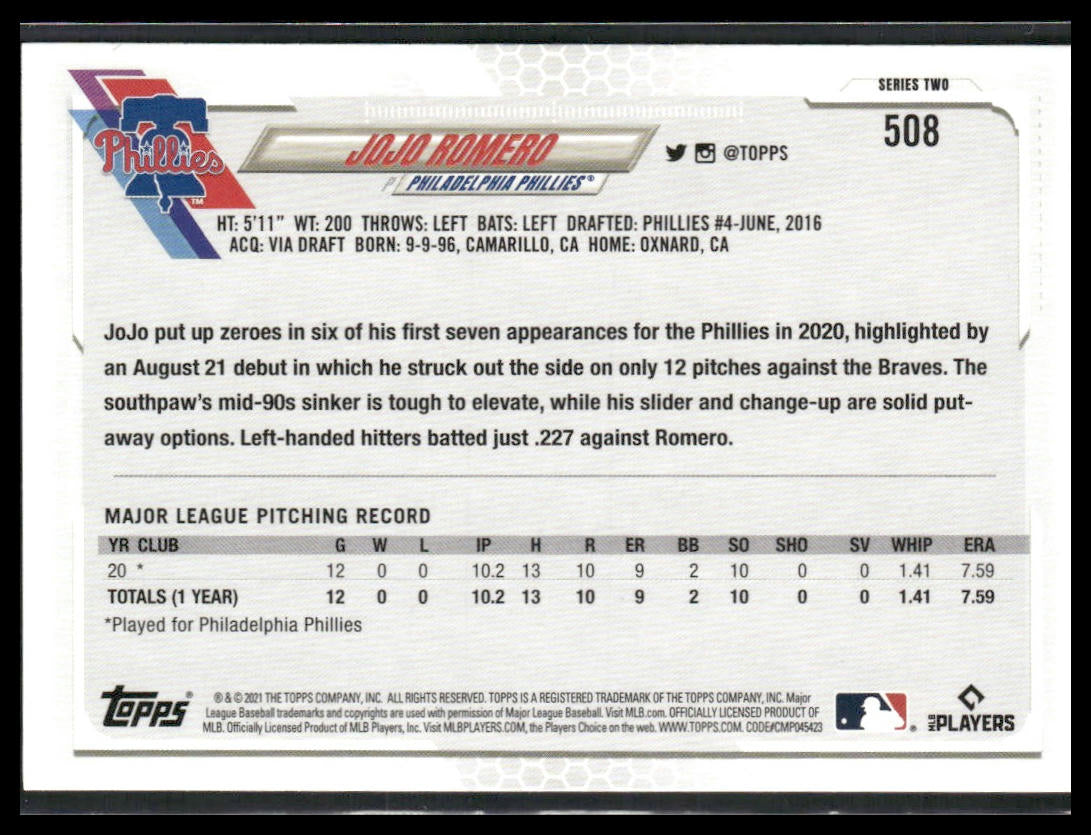 SERIES TWO
508
Phillies
TM
JOJO ROMERO
@TOPPS
P PHILADELPHIA PHILLIES®
HT: 5'11" WT: 200 THROWS: LEFT BATS: LEFT DRAFTED: PHILLIES #4-JUNE, 2016
ACQ: VIA DRAFT BORN: 9-9-96, CAMARILLO, CA HOME: OXNARD, CA
JoJo put up zeroes in six of his first seven appearances for the Phillies in 2020, highlighted by
an August 21 debut in which he struck out the side on only 12 pitches against the Braves. The
southpaw's mid-90s sinker is tough to elevate, while his slider and change-up are solid put-
away options. Left-handed hitters batted just .227 against Romero.
MAJOR LEAGUE PITCHING RECORD
YR CLUB G W L IP H R ER BB SO SHO SV WHIP ERA
20 * 12 0 0 10.2 13 10 9 2 10 0 0 1.41 7.59
TOTALS (1 YEAR) 12 0 0 10.2 13 10 9 2 10 0 0 1.41 7.59
*Played for Philadelphia Phillies
Topps®
® & © 2021 THE TOPPS COMPANY, INC. ALL RIGHTS RESERVED. TOPPS IS A REGISTERED TRADEMARK OF THE TOPPS COMPANY, INC. Major
League Baseball trademarks and copyrights are used with permission of Major League Baseball. Visit MLB.com. OFFICIALLY LICENSED PRODUCT OF
MLB. Officially Licensed Product of MLB Players, Inc. Visit MLBPLAYERS.COM, the Players Choice on the web. WWW.TOPPS.COM. CODE#CMP045423
®
MLB PLAYERS